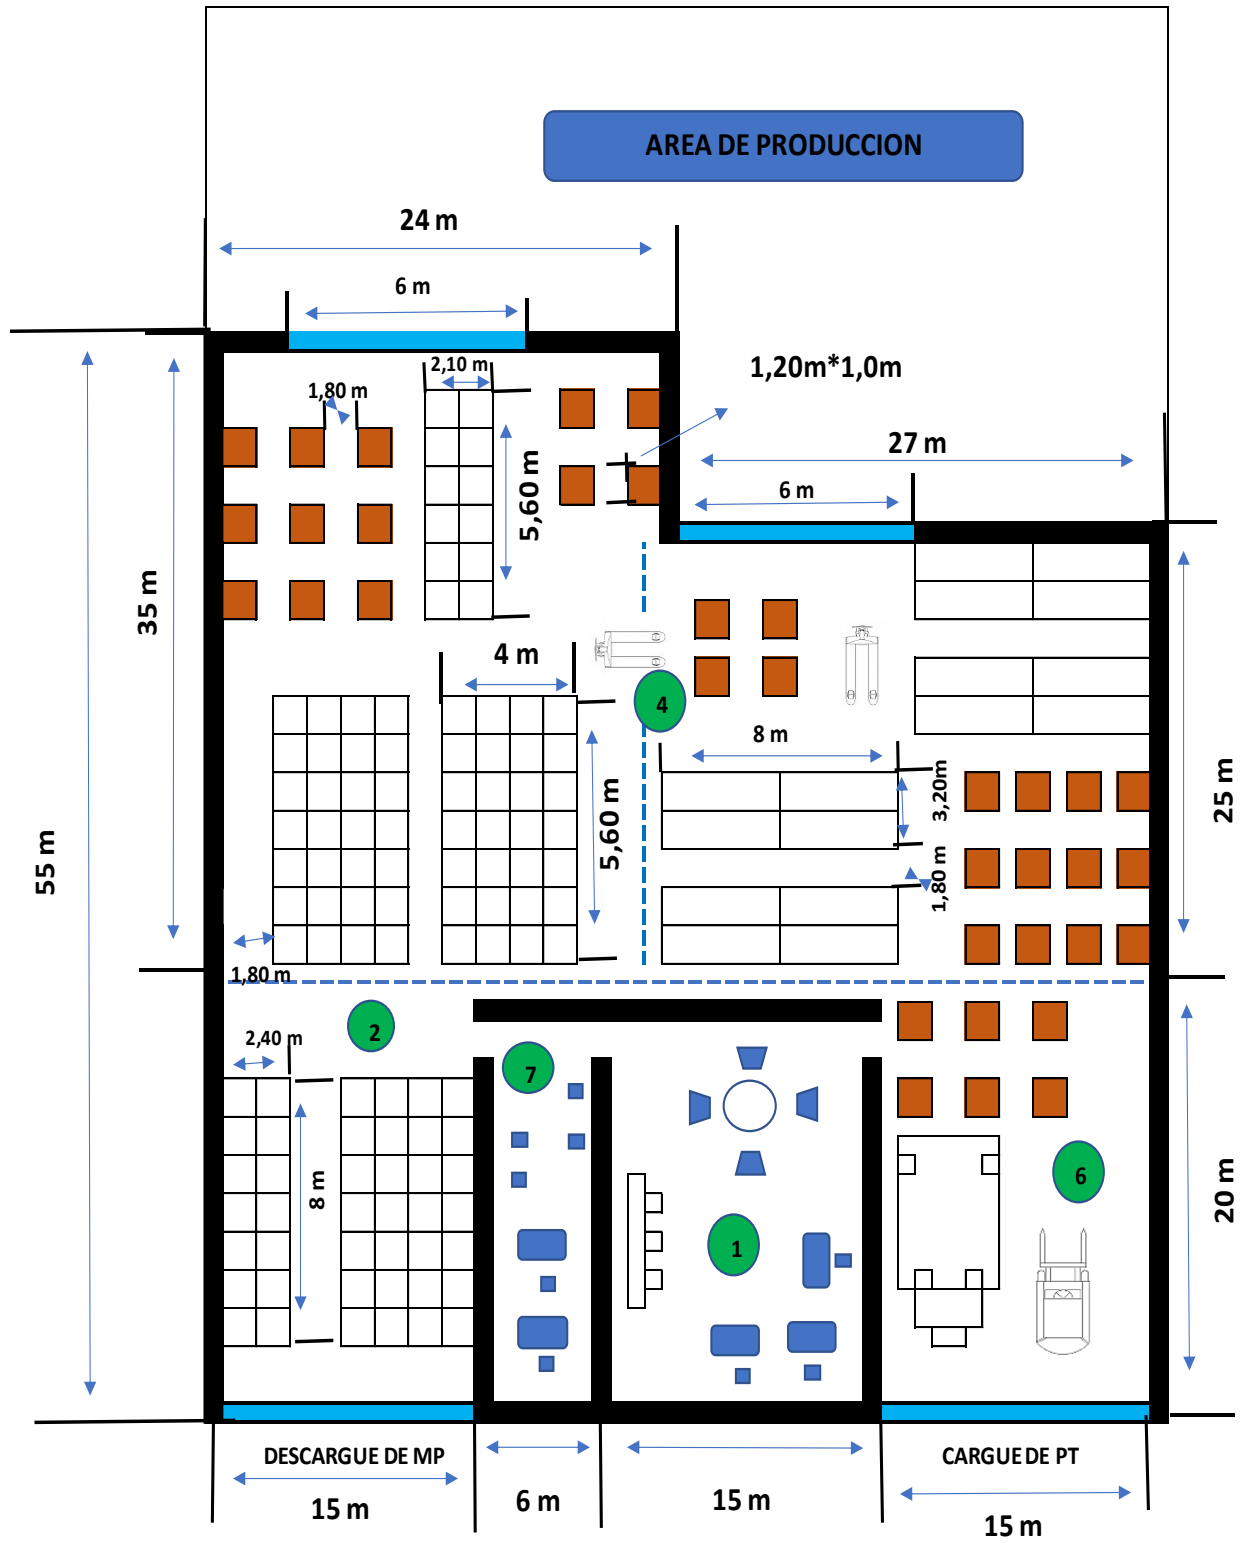 AREA DE PRODUCCION
24 m
6 m
2,10 m
1,80 m
1,20m*1,0m
27 m
6 m
5,60 m
35 m
4 m
4
8 m
3,20m
25 m
5,60 m
55 m
1,80 m
1,80 m
2
2,40 m
7
8 m
6
20 m
1
DESCARGUE DE MP
CARGUE DE PT
15 m
6 m
15 m
15 m